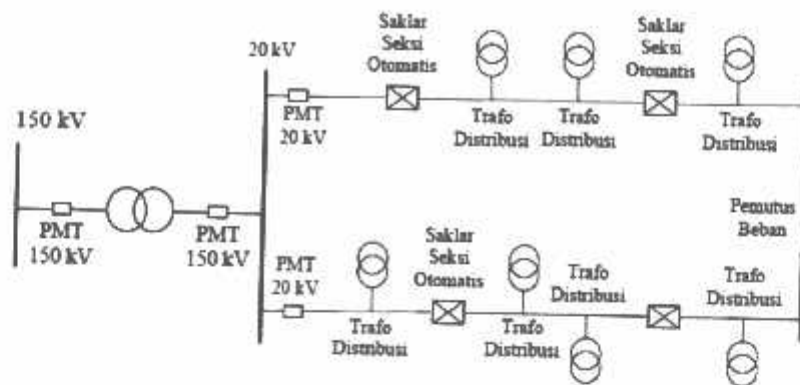 Saklar
Seksi
Otomatis
Saklar
Seksi
Otomatis
20 kV
PMT
20 kV
Trafo
Distribusi
Trafo
Distribusi
Trafo
Distribusi
150 kV
PMT
150 kV
PMT
150 kV
Pemutus
Beban
PMT
20 kV
Saklar
Seksi
Otomatis
Trafo
Distribusi
Trafo
Distribusi
Trafo
Distribusi
Trafo
Distribusi